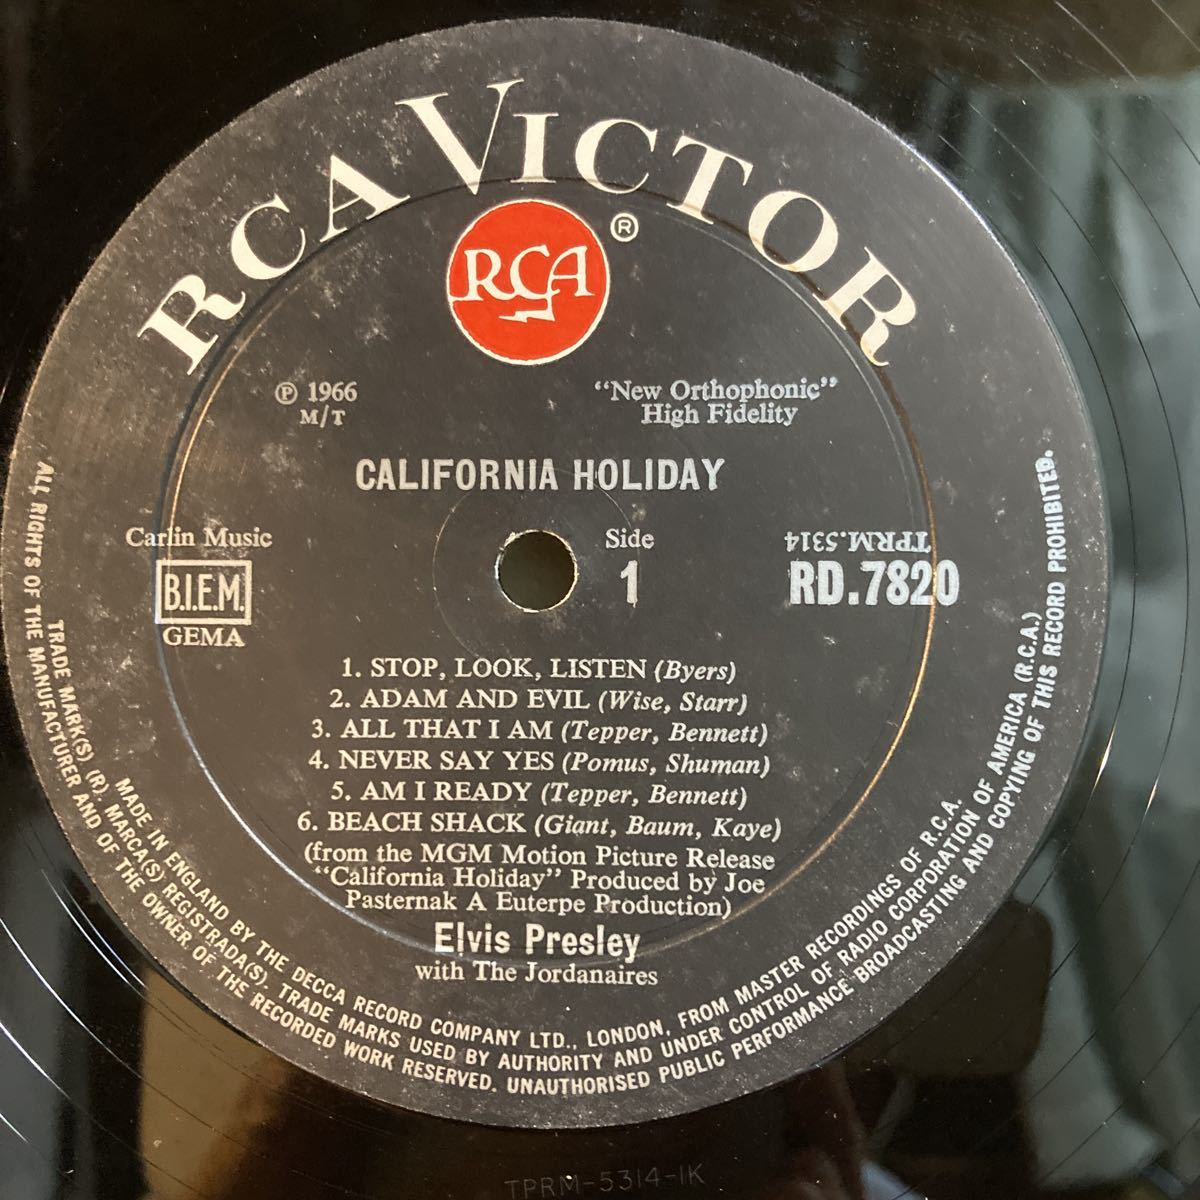 RCA VICTOR
RCA
®
℗ 1966
M/T
"New Orthophonic"
High Fidelity
CALIFORNIA HOLIDAY
Carlin Music
B.I.E.M.
GEMA
Side
1
TPRM.5314
RD.7820
1. STOP, LOOK, LISTEN (Byers)
2. ADAM AND EVIL (Wise, Starr)
3. ALL THAT I AM (Tepper, Bennett)
4. NEVER SAY YES (Pomus, Shuman)
5. AM I READY (Tepper, Bennett)
6. BEACH SHACK (Giant, Baum, Kaye)
(from the MGM Motion Picture Release
"California Holiday" Produced by Joe
Pasternak A Euterpe Production)
Elvis Presley
with The Jordanaires
MADE IN ENGLAND BY THE DECCA RECORD COMPANY LTD., LONDON, FROM MASTER RECORDINGS OF R.C.A.
TRADE MARK(S) (R). MARCA(S) REGISTRADA(S). TRADE MARKS USED BY AUTHORITY AND UNDER CONTROL OF RADIO CORPORATION OF AMERICA (R.C.A.)
ALL RIGHTS OF THE MANUFACTURER AND OF THE OWNER OF THE RECORDED WORK RESERVED. UNAUTHORISED PUBLIC PERFORMANCE BROADCASTING AND COPYING OF THIS RECORD PROHIBITED.
TPRM-5314-1K